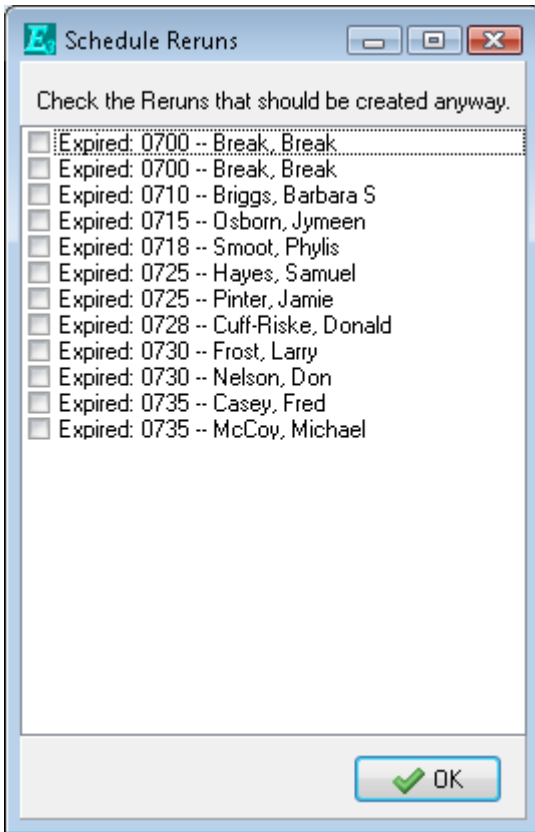 E3 Schedule Reruns
Check the Reruns that should be created anyway.
Expired: 0700 -- Break, Break
Expired: 0700 -- Break, Break
Expired: 0710 -- Briggs, Barbara S
Expired: 0715 -- Osborn, Jymeen
Expired: 0718 -- Smoot, Phylis
Expired: 0725 -- Hayes, Samuel
Expired: 0725 -- Pinter, Jamie
Expired: 0728 -- Cuff-Riske, Donald
Expired: 0730 -- Frost, Larry
Expired: 0730 -- Nelson, Don
Expired: 0735 -- Casey, Fred
Expired: 0735 -- McCoy, Michael
OK